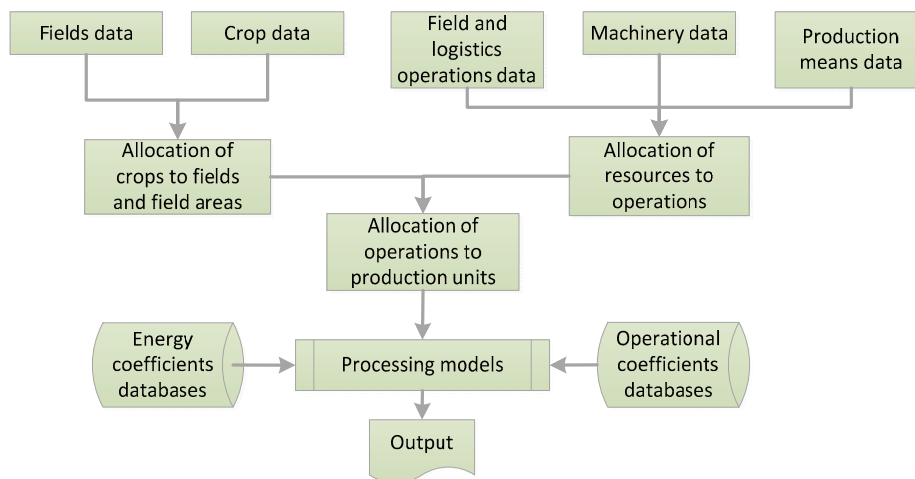 Fields data
Crop data
Field and
logistics
operations data
Machinery data
Production
means data
Allocation of
crops to fields
and field areas
Allocation of
resources to
operations
Allocation of
operations to
production units
Energy
coefficients
databases
Processing models
Operational
coefficients
databases
Output